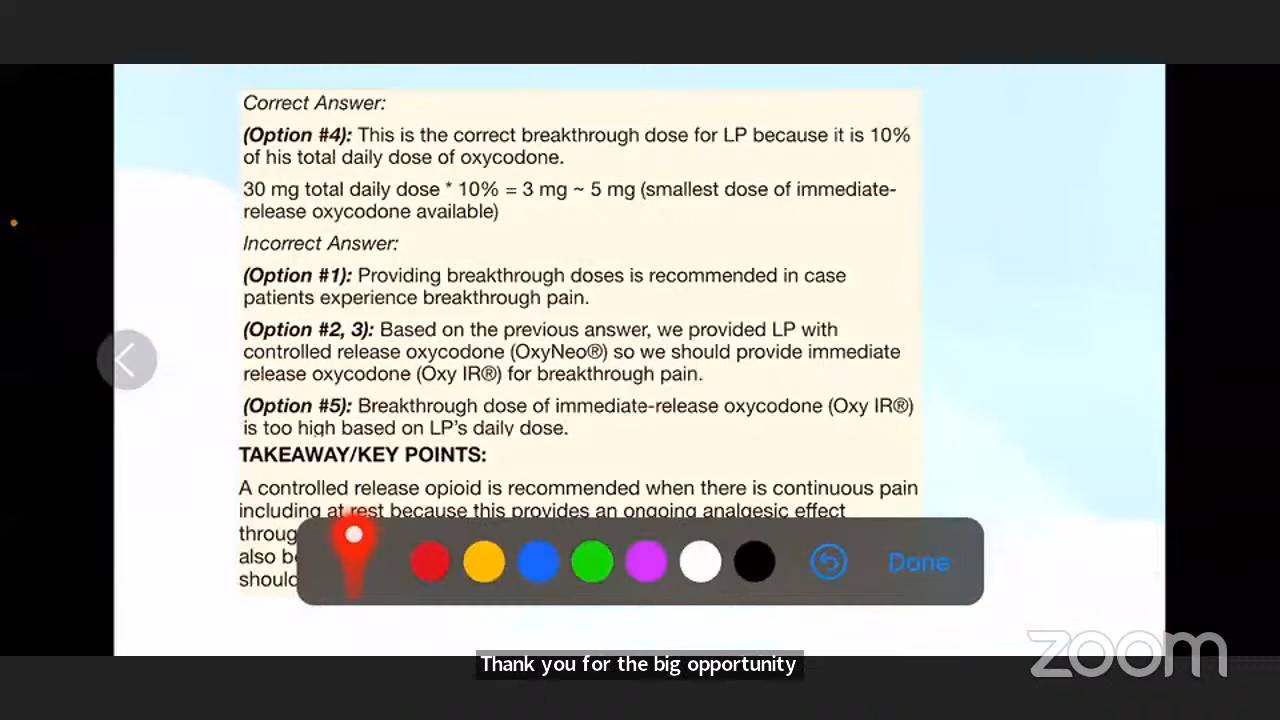 Correct Answer:
(Option #4): This is the correct breakthrough dose for LP because it is 10%
of his total daily dose of oxycodone.
30 mg total daily dose * 10% = 3 mg ~ 5 mg (smallest dose of immediate-
release oxycodone available)
Incorrect Answer:
(Option #1): Providing breakthrough doses is recommended in case
patients experience breakthrough pain.
(Option #2, 3): Based on the previous answer, we provided LP with
controlled release oxycodone (OxyNeo®) so we should provide immediate
release oxycodone (Oxy IR®) for breakthrough pain.
(Option #5): Breakthrough dose of immediate-release oxycodone (Oxy IR®)
is too high based on LP's daily dose.
TAKEAWAY/KEY POINTS:
A controlled release opioid is recommended when there is continuous pain
including at rest because this provides an ongoing analgesic effect
also
Done
zoom
Thank you for the big opportunity